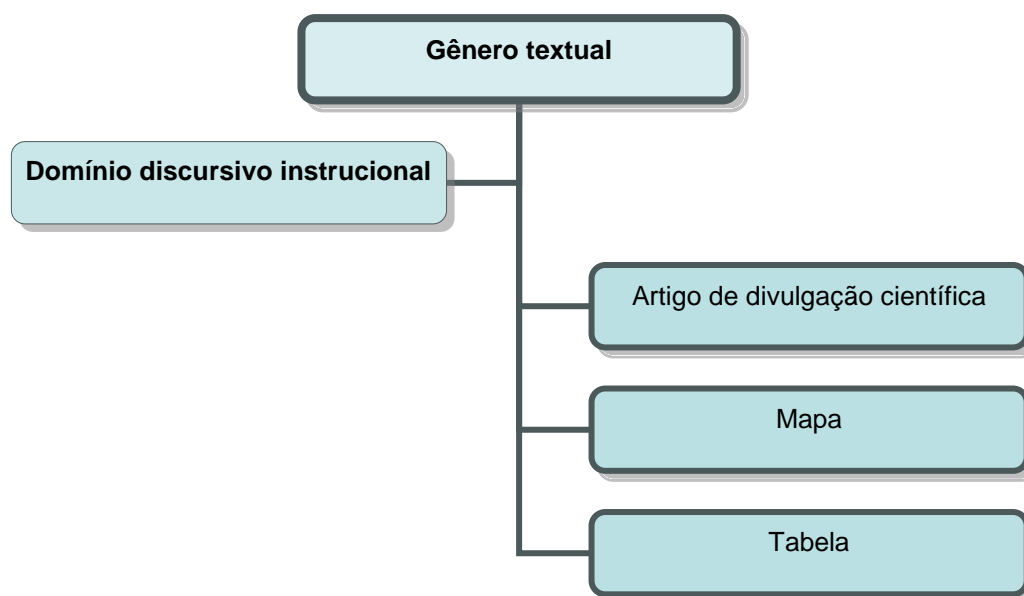 Gênero textual
Domínio discursivo instrucional
Artigo de divulgação científica
Mapa
Tabela